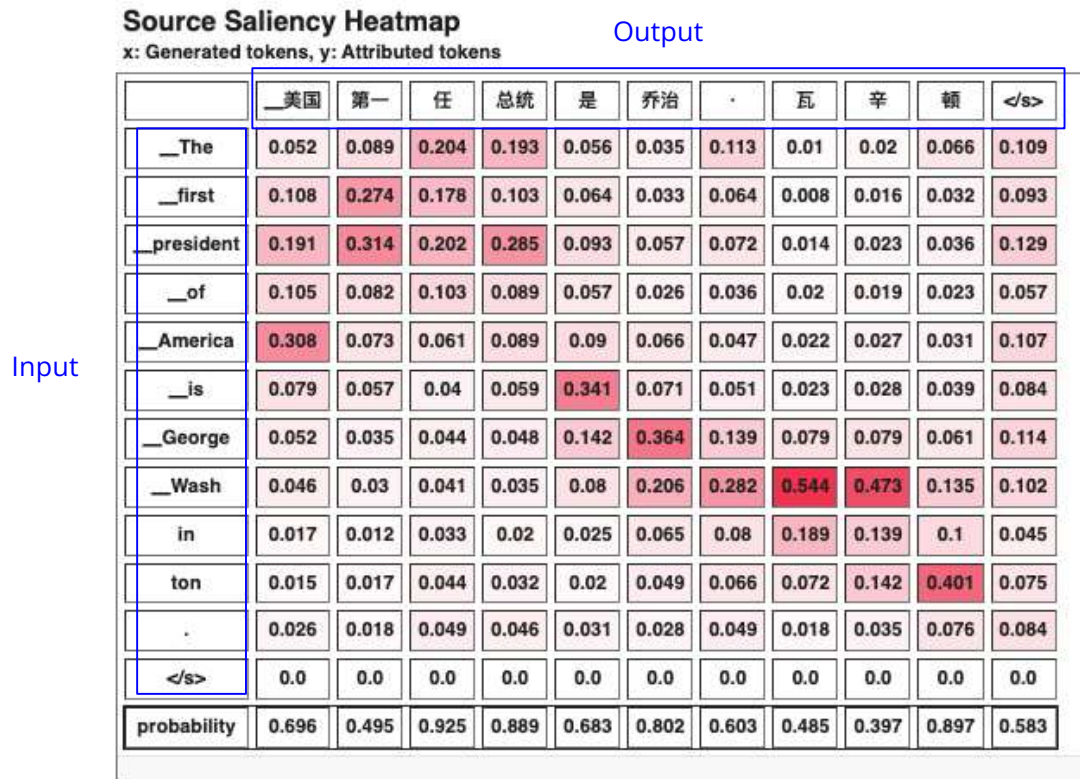 Source Saliency Heatmap
Output
x: Generated tokens, y: Attributed tokens
__美国 第一 任 总统 是 乔治 · 瓦 辛 顿 </s>
__The 0.052 0.089 0.204 0.193 0.056 0.035 0.113 0.01 0.02 0.066 0.109
__first 0.108 0.274 0.178 0.103 0.064 0.033 0.064 0.008 0.016 0.032 0.093
__president 0.191 0.314 0.202 0.285 0.093 0.057 0.072 0.014 0.023 0.036 0.129
__of 0.105 0.082 0.103 0.089 0.057 0.026 0.036 0.02 0.019 0.023 0.057
__America 0.308 0.073 0.061 0.089 0.09 0.066 0.047 0.022 0.027 0.031 0.107
Input
__is 0.079 0.057 0.04 0.059 0.341 0.071 0.051 0.023 0.028 0.039 0.084
__George 0.052 0.035 0.044 0.048 0.142 0.364 0.139 0.079 0.079 0.061 0.114
__Wash 0.046 0.03 0.041 0.035 0.08 0.206 0.282 0.544 0.473 0.135 0.102
in 0.017 0.012 0.033 0.02 0.025 0.065 0.08 0.189 0.139 0.1 0.045
ton 0.015 0.017 0.044 0.032 0.02 0.049 0.066 0.072 0.142 0.401 0.075
. 0.026 0.018 0.049 0.046 0.031 0.028 0.049 0.018 0.035 0.076 0.084
</s> 0.0 0.0 0.0 0.0 0.0 0.0 0.0 0.0 0.0 0.0 0.0
probability 0.696 0.495 0.925 0.889 0.683 0.802 0.603 0.485 0.397 0.897 0.583